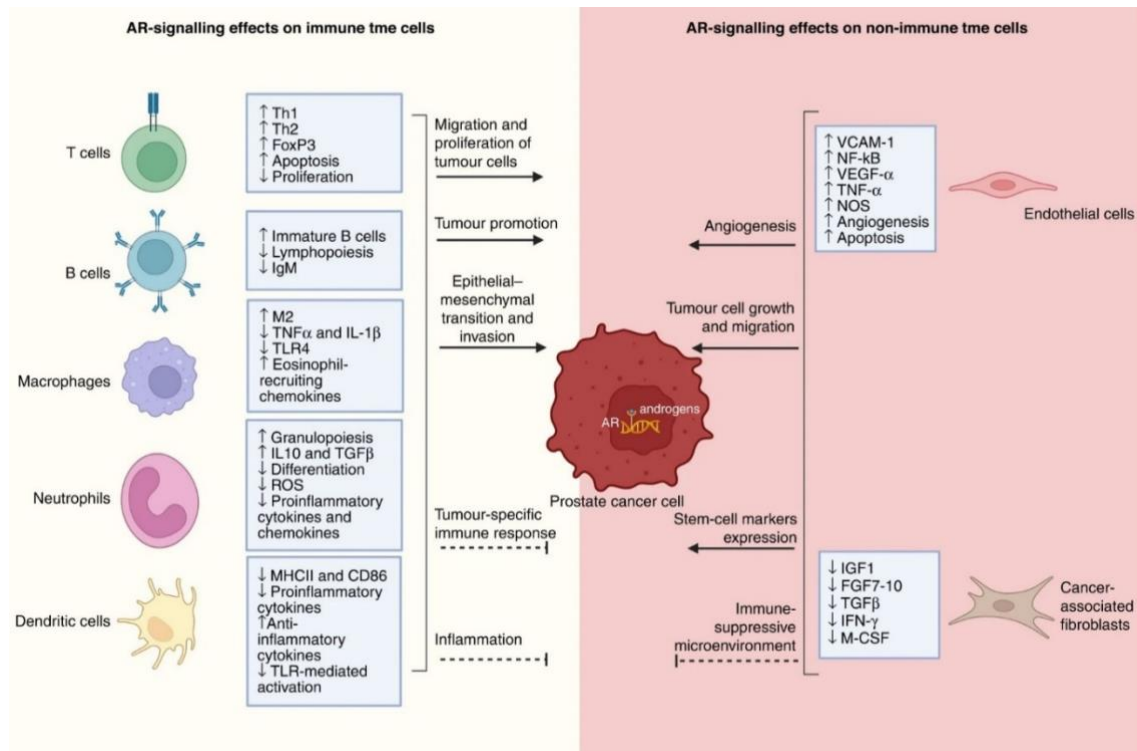 AR-signalling effects on immune tme cells
T cells
↑ Th1
↑ Th2
↑ FoxP3
↑ Apoptosis
↓ Proliferation
B cells
↑ Immature B cells
↓ Lymphopoiesis
↓ IgM
Macrophages
↑ M2
↓ TNFα and IL-1β
↓ TLR4
↑ Eosinophil-
recruiting
chemokines
Neutrophils
↑ Granulopoiesis
↑ IL10 and TGFβ
↓ Differentiation
↓ ROS
↓ Proinflammatory
cytokines and
chemokines
Dendritic cells
↓ MHCII and CD86
↓ Proinflammatory
cytokines
↑Anti-
inflammatory
cytokines
↓ TLR-mediated
activation
Migration and
proliferation of
tumour cells
Tumour promotion
Epithelial–
mesenchymal
transition and
invasion
Tumour-specific
immune response
Inflammation
AR-signalling effects on non-immune tme cells
AR
androgens
Prostate cancer cell
Angiogenesis
Tumour cell growth
and migration
Stem-cell markers
expression
Immune-
suppressive
microenvironment
↑ VCAM-1
↑ NF-kB
↑ VEGF-α
↑ TNF-α
↑ NOS
↑ Angiogenesis
↑ Apoptosis
Endothelial cells
↓ IGF1
↓ FGF7-10
↓ TGFβ
↓ IFN-γ
↓ M-CSF
Cancer-
associated
fibroblasts